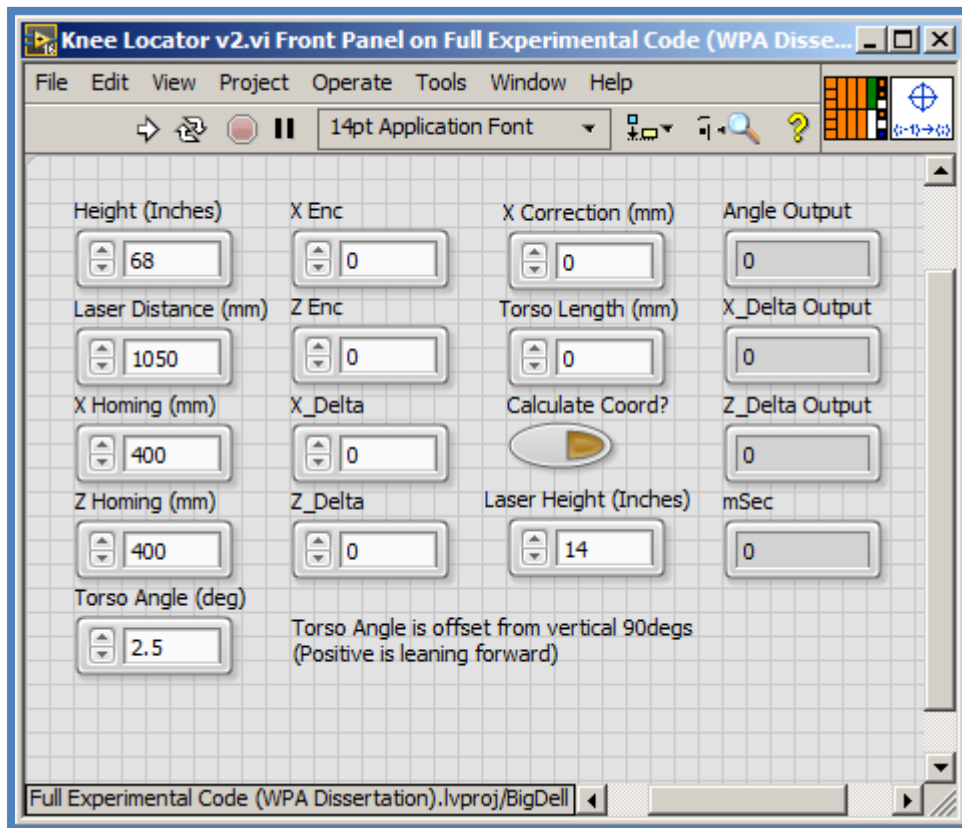 Knee Locator v2.vi Front Panel on Full Experimental Code (WPA Disse...
File Edit View Project Operate Tools Window Help
14pt Application Font
Height (Inches) X Enc X Correction (mm) Angle Output
68 0 0 0
Laser Distance (mm) Z Enc Torso Length (mm) X_Delta Output
1050 0 0 0
X Homing (mm) X_Delta Calculate Coord? Z_Delta Output
400 0 0
Z Homing (mm) Z_Delta Laser Height (Inches) mSec
400 0 14 0
Torso Angle (deg)
2.5
Torso Angle is offset from vertical 90degs
(Positive is leaning forward)
Full Experimental Code (WPA Dissertation).lvproj/BigDell